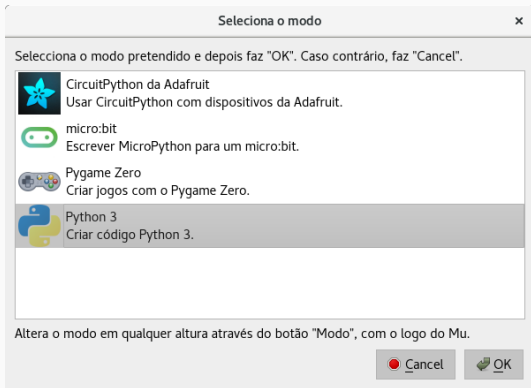 Seleciona o modo
Selecciona o modo pretendido e depois faz "OK". Caso contrário, faz "Cancel".
CircuitPython da Adafruit
Usar CircuitPython com dispositivos da Adafruit.
micro:bit
Escrever MicroPython para um micro:bit.
Pygame Zero
Criar jogos com o Pygame Zero.
Python 3
Criar código Python 3.
Altera o modo em qualquer altura através do botão "Modo", com o logo do Mu.
Cancel
OK